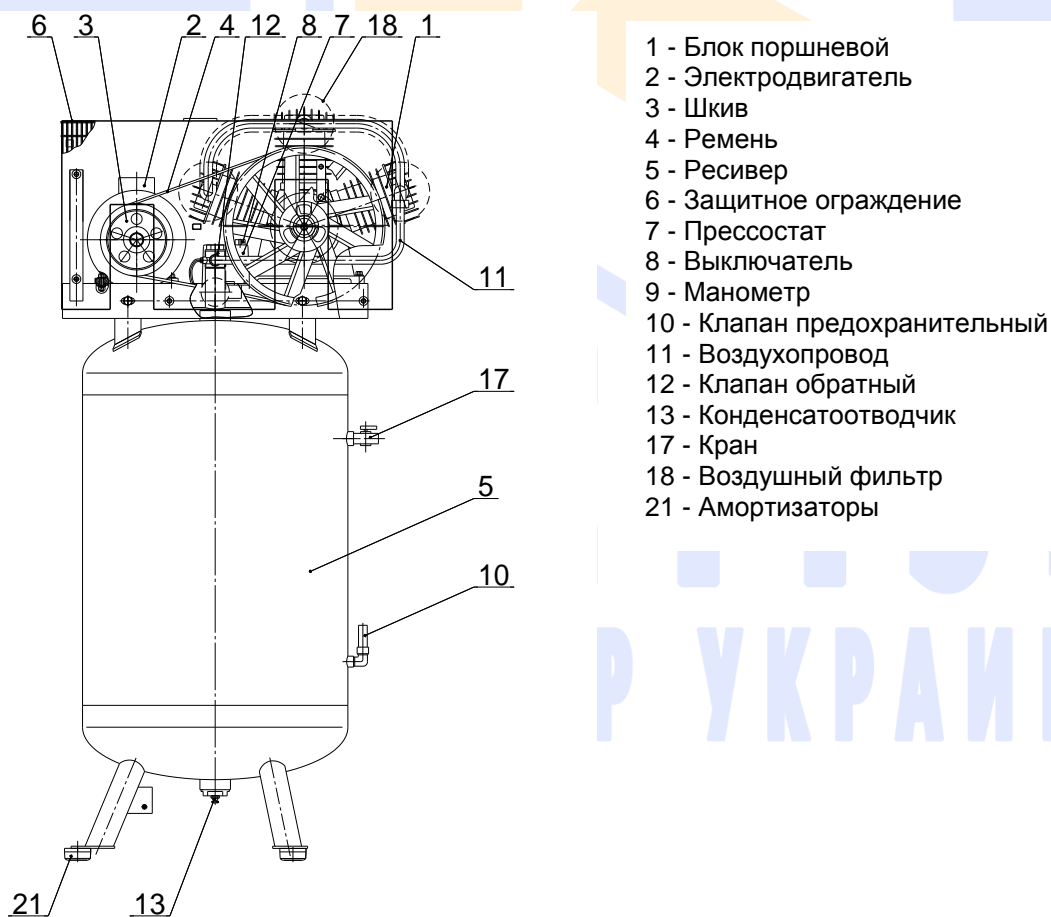 6 3 2 4 12 8 7 18 1
11
17
5
10
21 13
1 - Блок поршневой
2 - Электродвигатель
3 - Шкив
4 - Ремень
5 - Ресивер
6 - Защитное ограждение
7 - Прессостат
8 - Выключатель
9 - Манометр
10 - Клапан предохранительный
11 - Воздухопровод
12 - Клапан обратный
13 - Конденсатоотводчик
17 - Кран
18 - Воздушный фильтр
21 - Амортизаторы